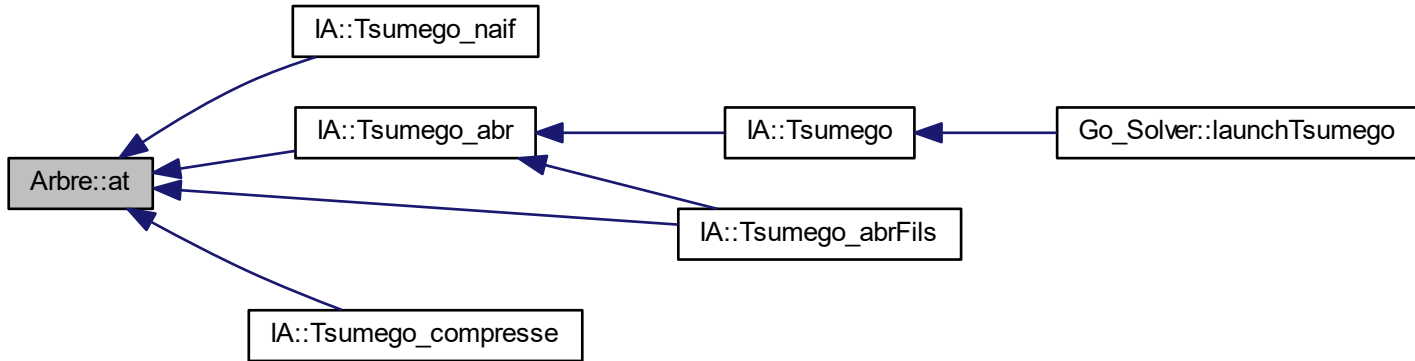 IA::Tsumego_naif
IA::Tsumego_abr
IA::Tsumego
Go_Solver::launchTsumego
Arbre::at
IA::Tsumego_abrFils
IA::Tsumego_compresse